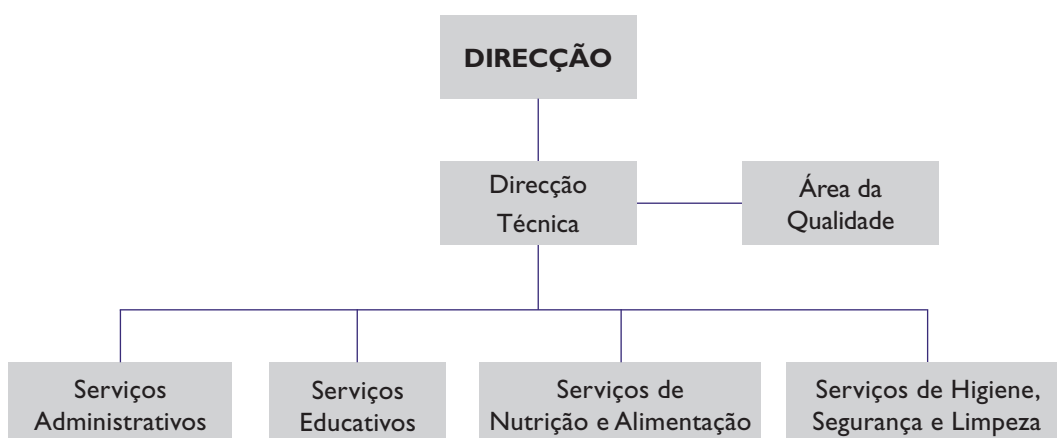 DIRECÇÃO
Direcção
Técnica
Área da
Qualidade
Serviços
Administrativos
Serviços
Educativos
Serviços de
Nutrição e Alimentação
Serviços de Higiene,
Segurança e Limpeza